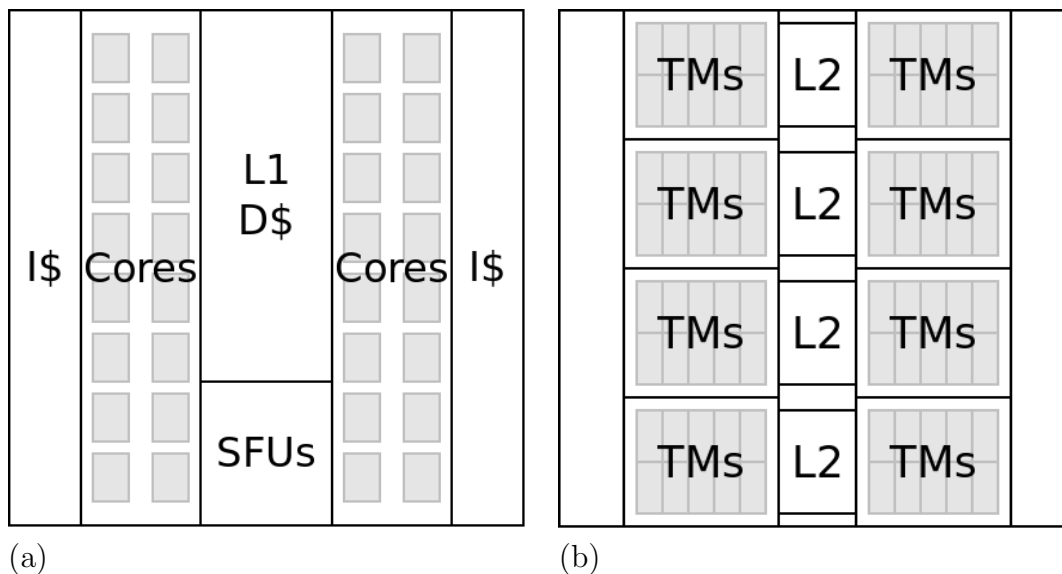 I$
Cores
L1
D$
SFUs
Cores
I$
(a)
TMs
L2
TMs
TMs
L2
TMs
TMs
L2
TMs
TMs
L2
TMs
(b)